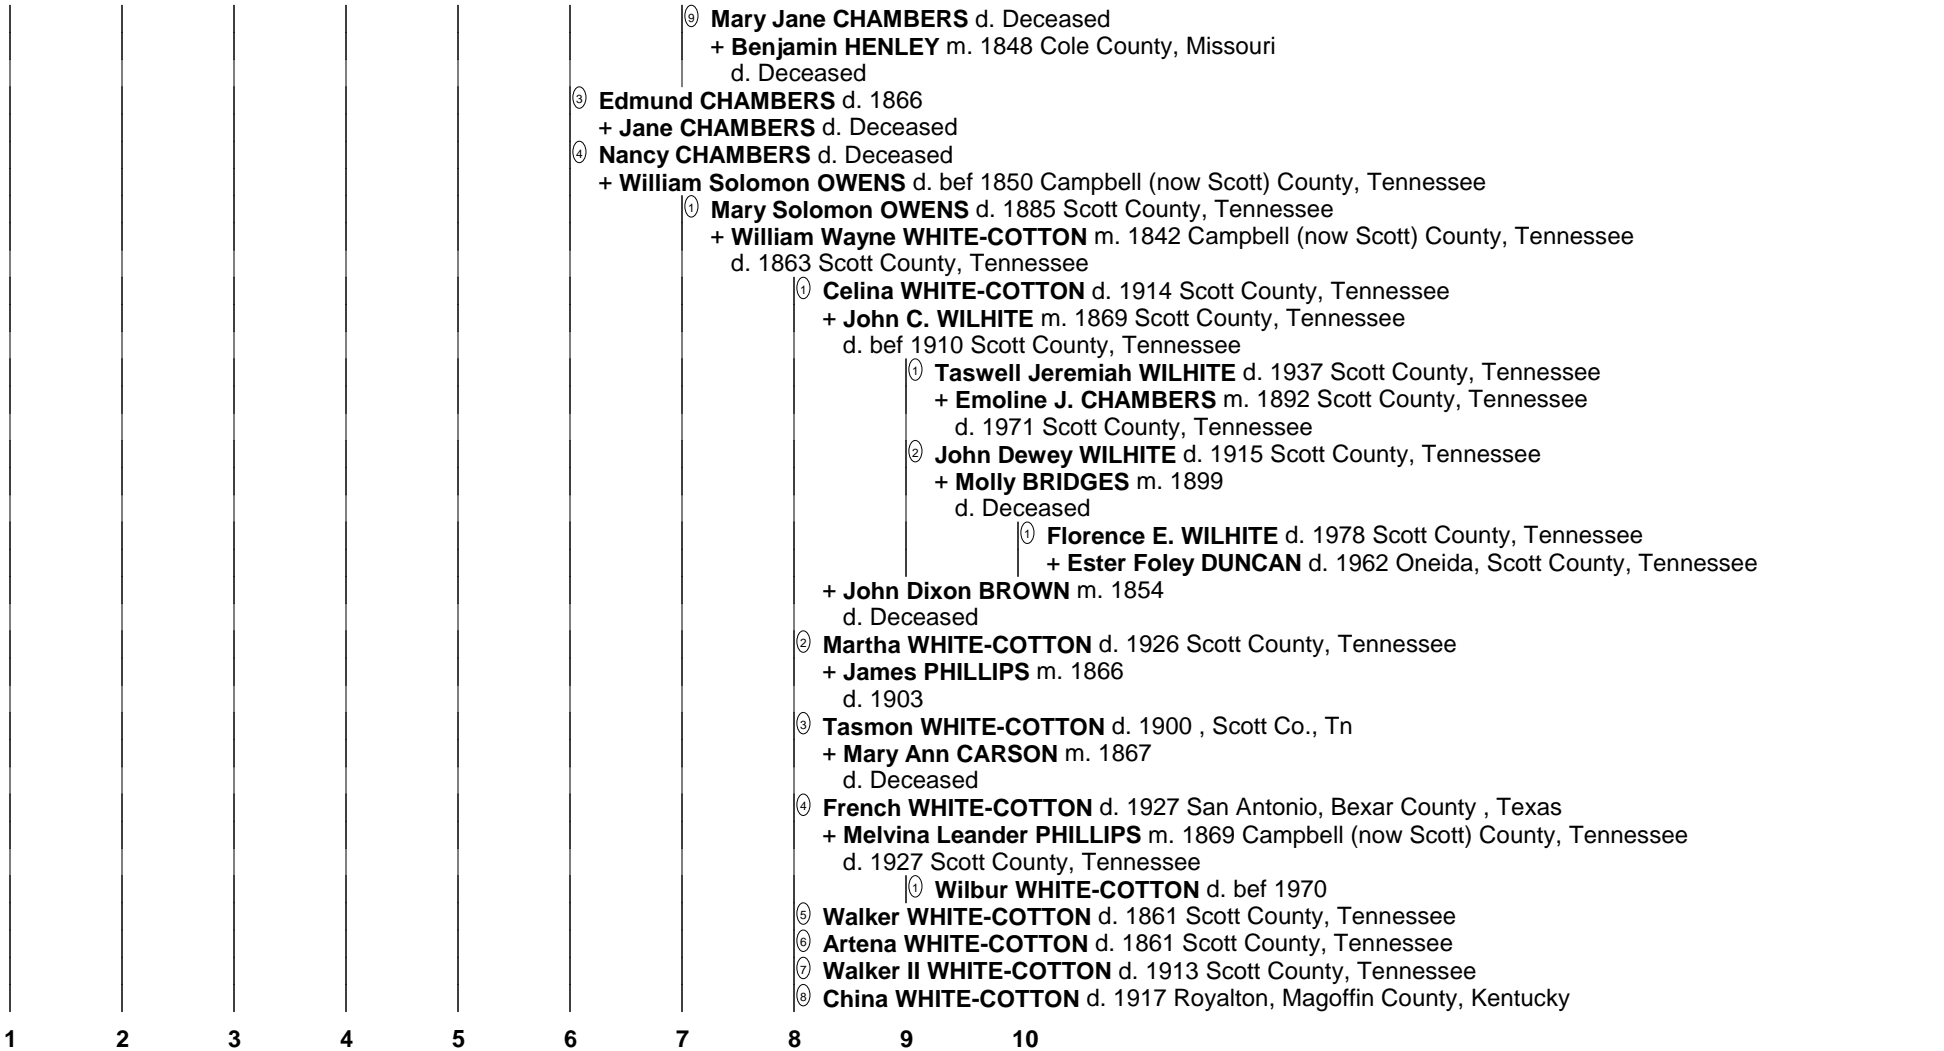 ⑨ Mary Jane CHAMBERS d. Deceased
+ Benjamin HENLEY m. 1848 Cole County, Missouri
d. Deceased
③ Edmund CHAMBERS d. 1866
+ Jane CHAMBERS d. Deceased
④ Nancy CHAMBERS d. Deceased
+ William Solomon OWENS d. bef 1850 Campbell (now Scott) County, Tennessee
① Mary Solomon OWENS d. 1885 Scott County, Tennessee
+ William Wayne WHITE-COTTON m. 1842 Campbell (now Scott) County, Tennessee
d. 1863 Scott County, Tennessee
① Celina WHITE-COTTON d. 1914 Scott County, Tennessee
+ John C. WILHITE m. 1869 Scott County, Tennessee
d. bef 1910 Scott County, Tennessee
① Taswell Jeremiah WILHITE d. 1937 Scott County, Tennessee
+ Emoline J. CHAMBERS m. 1892 Scott County, Tennessee
d. 1971 Scott County, Tennessee
② John Dewey WILHITE d. 1915 Scott County, Tennessee
+ Molly BRIDGES m. 1899
d. Deceased
① Florence E. WILHITE d. 1978 Scott County, Tennessee
+ Ester Foley DUNCAN d. 1962 Oneida, Scott County, Tennessee
+ John Dixon BROWN m. 1854
d. Deceased
② Martha WHITE-COTTON d. 1926 Scott County, Tennessee
+ James PHILLIPS m. 1866
d. 1903
③ Tasmon WHITE-COTTON d. 1900 , Scott Co., Tn
+ Mary Ann CARSON m. 1867
d. Deceased
④ French WHITE-COTTON d. 1927 San Antonio, Bexar County , Texas
+ Melvina Leander PHILLIPS m. 1869 Campbell (now Scott) County, Tennessee
d. 1927 Scott County, Tennessee
① Wilbur WHITE-COTTON d. bef 1970
⑤ Walker WHITE-COTTON d. 1861 Scott County, Tennessee
⑥ Artena WHITE-COTTON d. 1861 Scott County, Tennessee
⑦ Walker II WHITE-COTTON d. 1913 Scott County, Tennessee
⑧ China WHITE-COTTON d. 1917 Royalton, Magoffin County, Kentucky
1 2 3 4 5 6 7 8 9 10